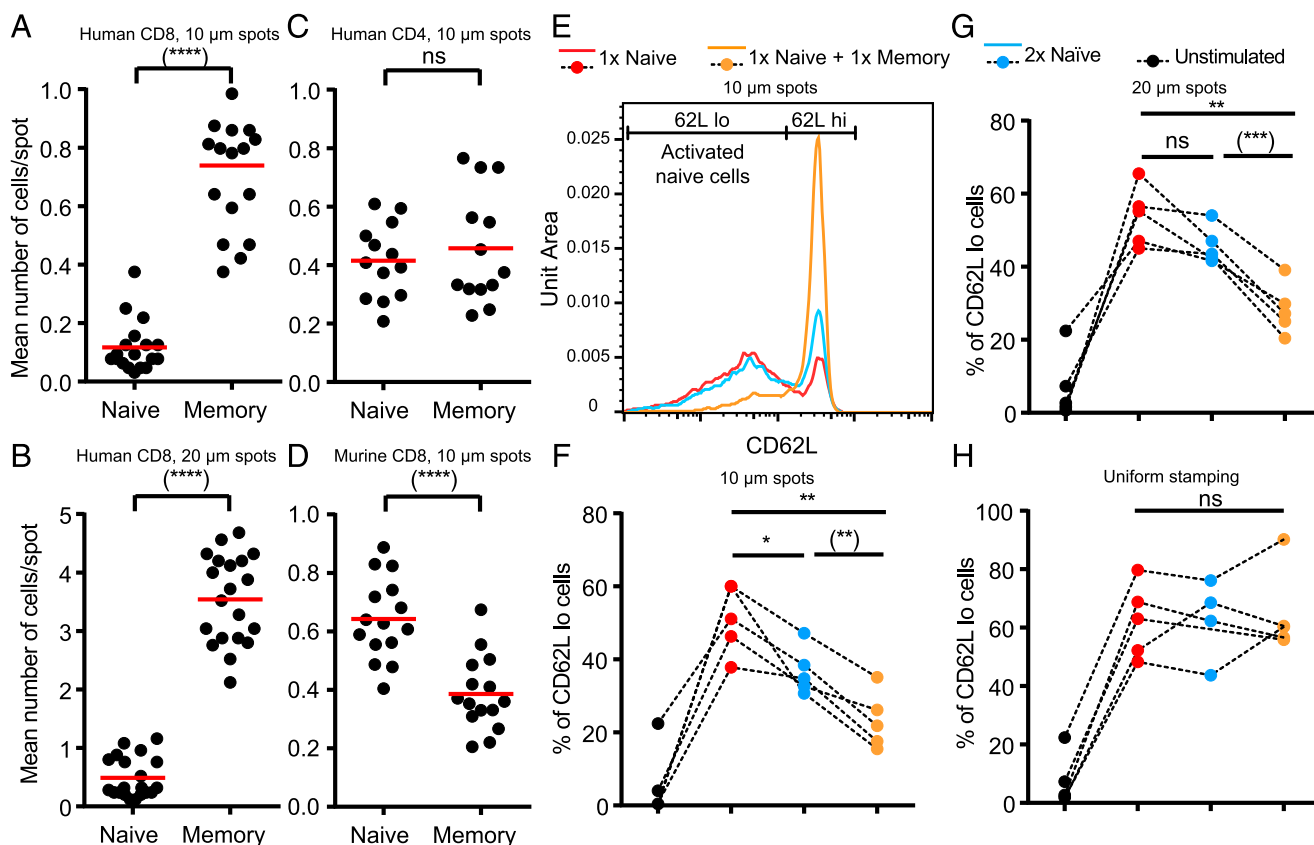 A
Human CD8, 10 µm spots
(****)
Mean number of cells/spot
1.0
0.8
0.6
0.4
0.2
0.0
Naive Memory
C
Human CD4, 10 µm spots
ns
1.0
0.8
0.6
0.4
0.2
0.0
Naive Memory
E
1x Naive
1x Naive + 1x Memory
2x Naïve
Unstimulated
10 µm spots
62L lo
62L hi
Activated
naive cells
Unit Area
0.025
0.020
0.015
0.010
0.005
0
CD62L
G
20 µm spots
**
ns
(***)
% of CD62L lo cells
80
60
40
20
0
B
Human CD8, 20 µm spots
(****)
Mean number of cells/spot
5
4
3
2
1
0
Naive Memory
D
Murine CD8, 10 µm spots
(****)
1.0
0.8
0.6
0.4
0.2
0.0
Naive Memory
F
10 µm spots
**
*
(**)
% of CD62L lo cells
80
60
40
20
0
H
Uniform stamping
ns
% of CD62L lo cells
100
80
60
40
20
0